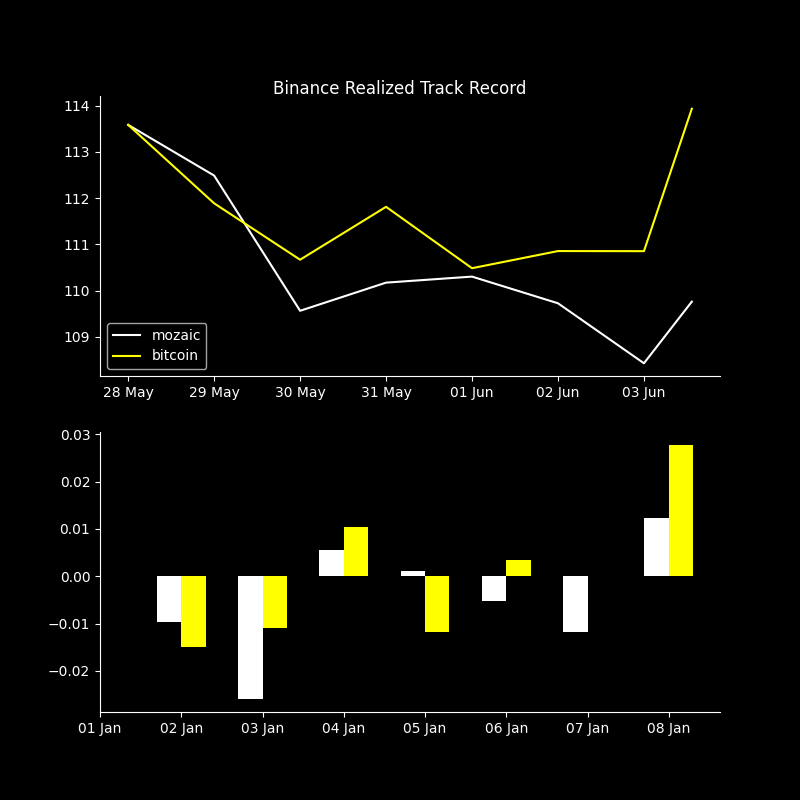 Binance Realized Track Record
114
113
112
111
110
109
mozaic
bitcoin
28 May 29 May 30 May 31 May 01 Jun 02 Jun 03 Jun
0.03
0.02
0.01
0.00
−0.01
−0.02
01 Jan 02 Jan 03 Jan 04 Jan 05 Jan 06 Jan 07 Jan 08 Jan